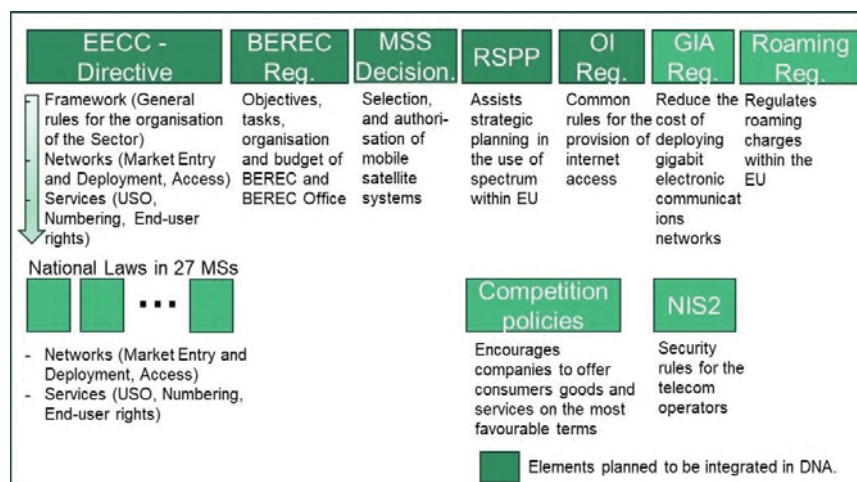 EECC -
Directive
BEREC
Reg.
MSS
Decision.
RSPP
OI
Reg.
GIA
Reg.
Roaming
Reg.
- Framework (General
rules for the organisation
of the Sector)
- Networks (Market Entry
and Deployment, Access)
- Services (USO,
Numbering, End-user
rights)
Objectives,
tasks,
organisation
and budget of
BEREC and
BEREC Office
Selection,
and authori-
sation of
mobile
satellite
systems
Assists
strategic
planning in
the use of
spectrum
within EU
Common
rules for the
provision of
internet
access
Reduce the
cost of
deploying
gigabit
electronic
communicat
ions
networks
Regulates
roaming
charges
within the
EU
National Laws in 27 MSs
...
- Networks (Market Entry and
Deployment, Access)
- Services (USO, Numbering,
End-user rights)
Competition
policies
Encourages
companies to offer
consumers goods and
services on the most
favourable terms
NIS2
Security
rules for the
telecom
operators
Elements planned to be integrated in DNA.